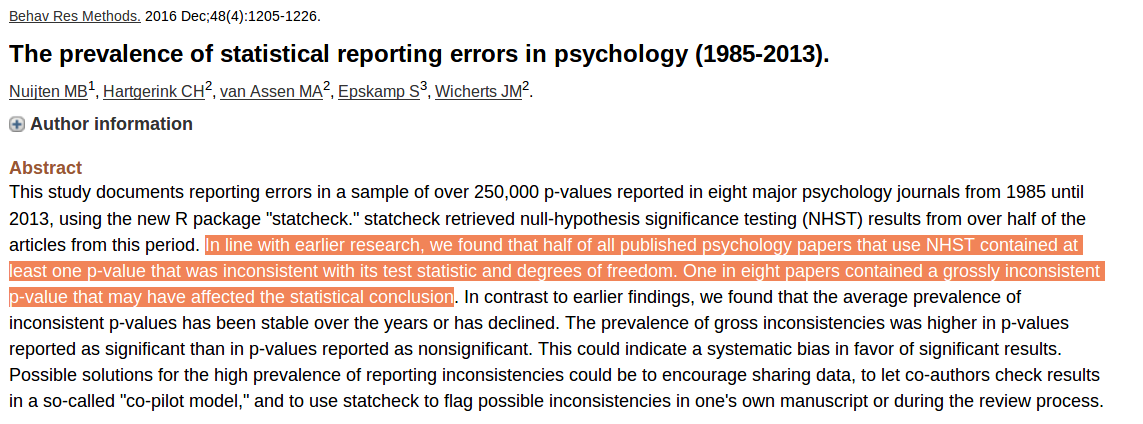 Behav Res Methods. 2016 Dec;48(4):1205-1226.
The prevalence of statistical reporting errors in psychology (1985-2013).
Nuijten MB1, Hartgerink CH2, van Assen MA2, Epskamp S3, Wicherts JM2.
Author information
Abstract
This study documents reporting errors in a sample of over 250,000 p-values reported in eight major psychology journals from 1985 until
2013, using the new R package "statcheck." statcheck retrieved null-hypothesis significance testing (NHST) results from over half of the
articles from this period. In line with earlier research, we found that half of all published psychology papers that use NHST contained at
least one p-value that was inconsistent with its test statistic and degrees of freedom. One in eight papers contained a grossly inconsistent
p-value that may have affected the statistical conclusion. In contrast to earlier findings, we found that the average prevalence of
inconsistent p-values has been stable over the years or has declined. The prevalence of gross inconsistencies was higher in p-values
reported as significant than in p-values reported as nonsignificant. This could indicate a systematic bias in favor of significant results.
Possible solutions for the high prevalence of reporting inconsistencies could be to encourage sharing data, to let co-authors check results
in a so-called "co-pilot model," and to use statcheck to flag possible inconsistencies in one's own manuscript or during the review process.